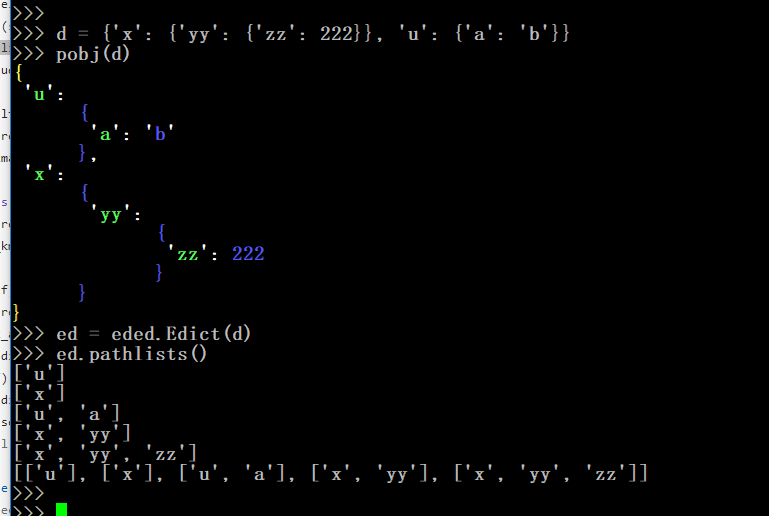 >>>
>>> d = {'x': {'yy': {'zz': 222}}, 'u': {'a': 'b'}}
>>> pobj(d)
{
 'u':
      {
       'a': 'b'
      },
 'x':
      {
       'yy':
             {
              'zz': 222
             }
      }
}
>>> ed = eded.Edict(d)
>>> ed.pathlists()
['u']
['x']
['u', 'a']
['x', 'yy']
['x', 'yy', 'zz']
[['u'], ['x'], ['u', 'a'], ['x', 'yy'], ['x', 'yy', 'zz']]
>>>
>>>